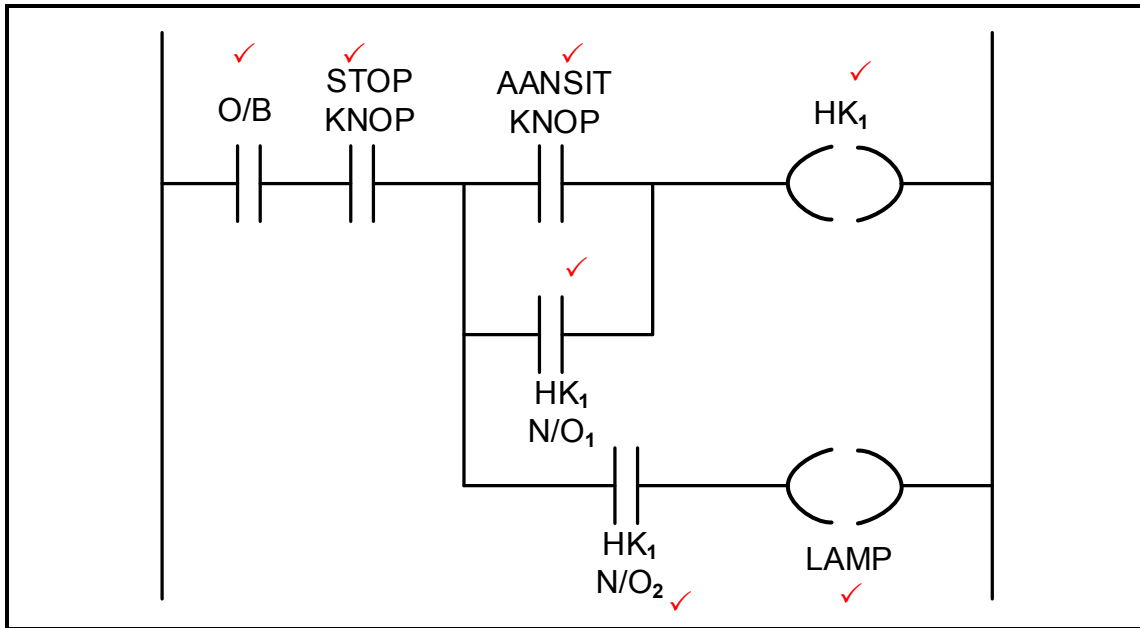 O/B
STOP
KNOP
AANSIT
KNOP
HK₁
HK₁
N/O₁
HK₁
N/O₂
LAMP